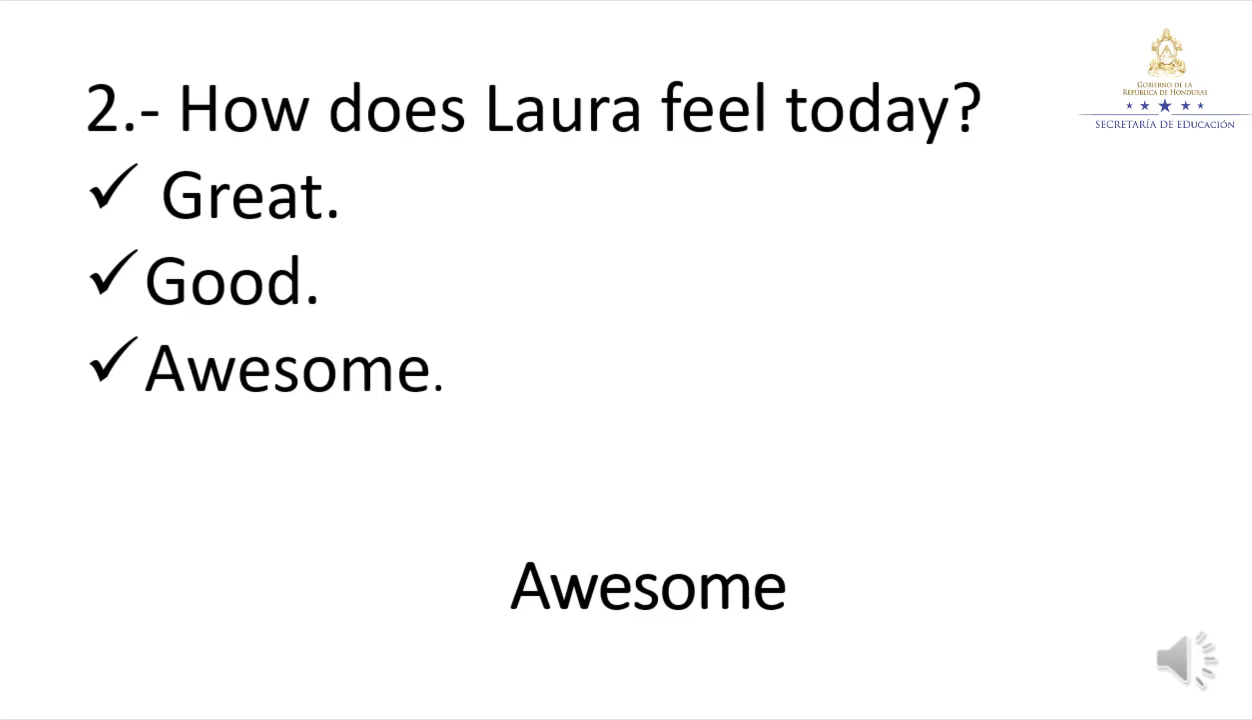 2.- How does Laura feel today?
GOBIERNO DE LA
REPÚBLICA DE HONDURAS
SECRETARÍA DE EDUCACIÓN
✓ Great.
✓ Good.
✓ Awesome.
Awesome